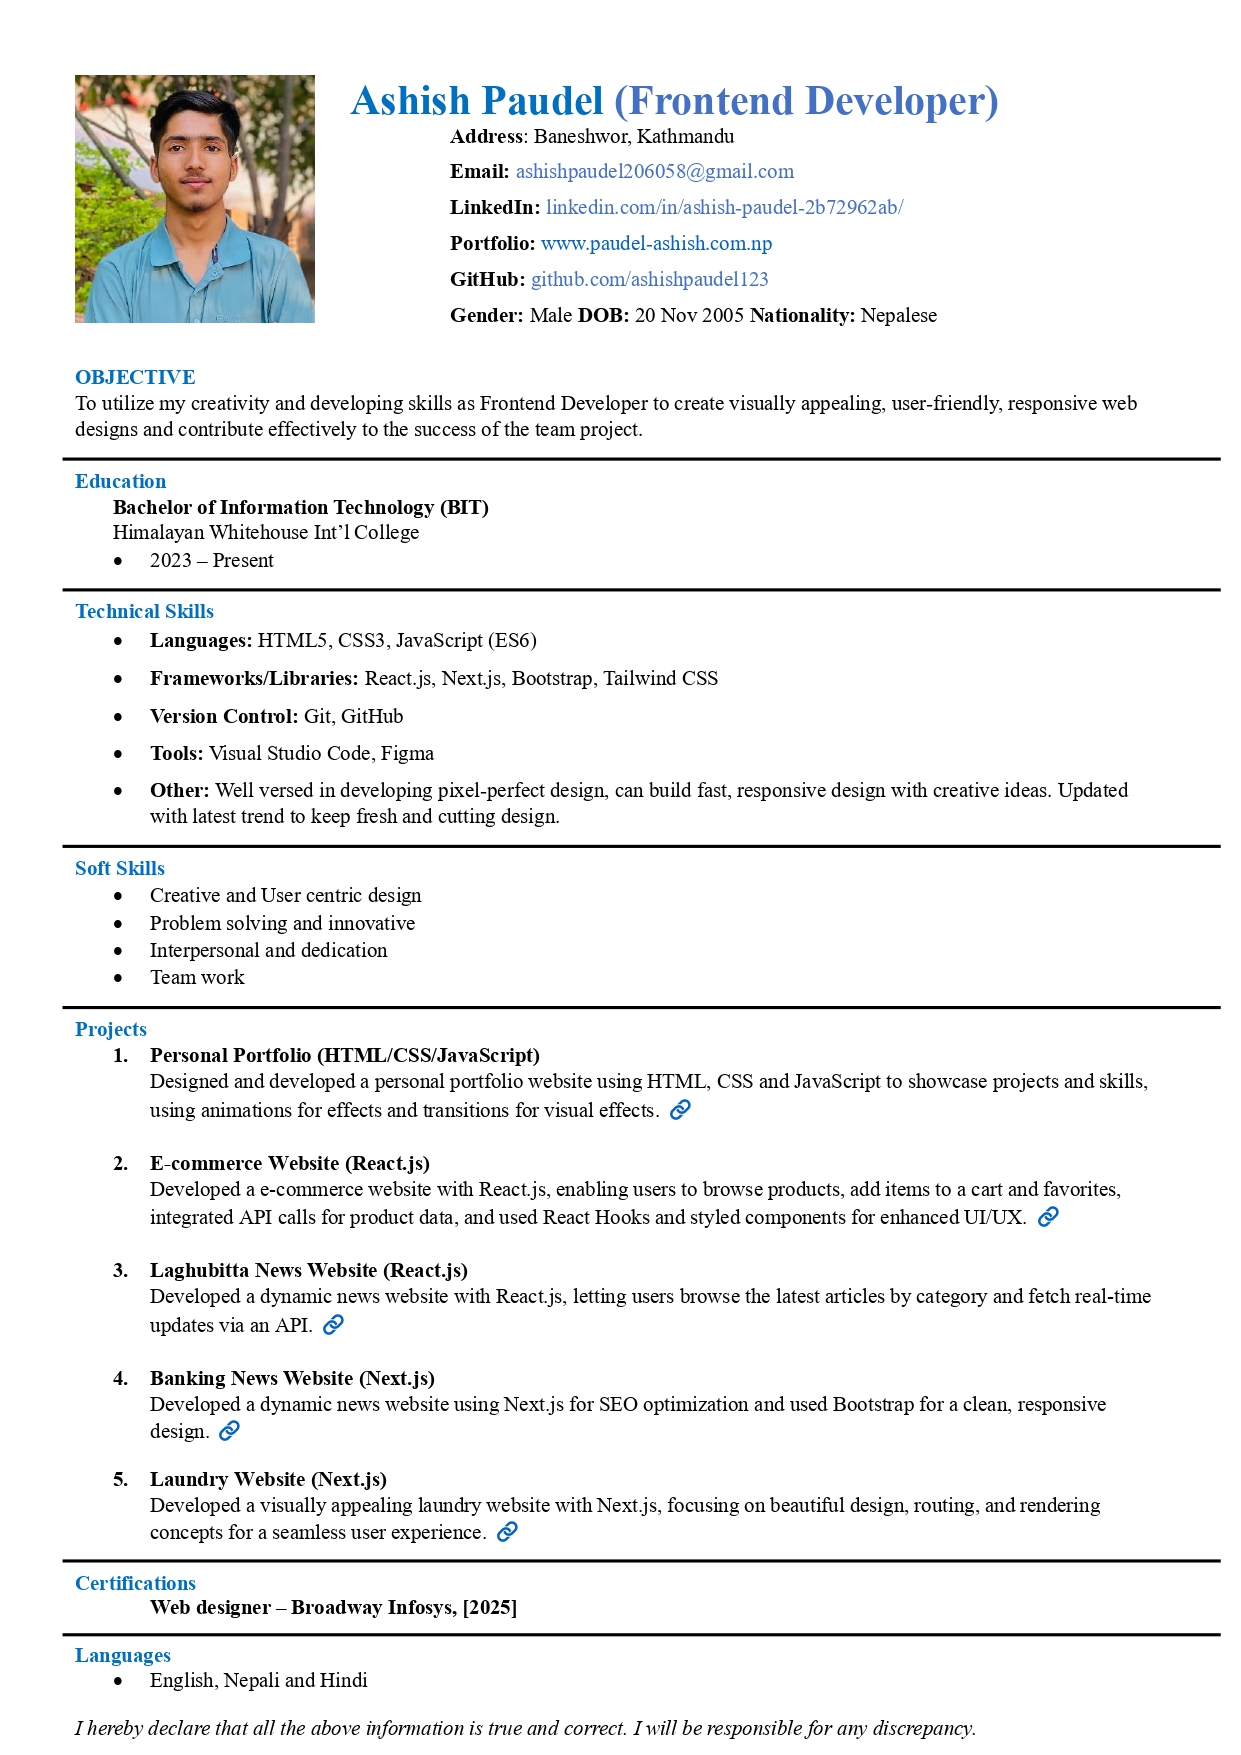 Ashish Paudel (Frontend Developer)
Address: Baneshwor, Kathmandu
Email: ashishpaudel206058@gmail.com
LinkedIn: linkedin.com/in/ashish-paudel-2b72962ab/
Portfolio: www.paudel-ashish.com.np
GitHub: github.com/ashishpaudel123
Gender: Male DOB: 20 Nov 2005 Nationality: Nepalese
OBJECTIVE
To utilize my creativity and developing skills as Frontend Developer to create visually appealing, user-friendly, responsive web
designs and contribute effectively to the success of the team project.
Education
Bachelor of Information Technology (BIT)
Himalayan Whitehouse Int’l College
• 2023 – Present
Technical Skills
• Languages: HTML5, CSS3, JavaScript (ES6)
• Frameworks/Libraries: React.js, Next.js, Bootstrap, Tailwind CSS
• Version Control: Git, GitHub
• Tools: Visual Studio Code, Figma
• Other: Well versed in developing pixel-perfect design, can build fast, responsive design with creative ideas. Updated
with latest trend to keep fresh and cutting design.
Soft Skills
• Creative and User centric design
• Problem solving and innovative
• Interpersonal and dedication
• Team work
Projects
1. Personal Portfolio (HTML/CSS/JavaScript)
Designed and developed a personal portfolio website using HTML, CSS and JavaScript to showcase projects and skills,
using animations for effects and transitions for visual effects.
2. E-commerce Website (React.js)
Developed a e-commerce website with React.js, enabling users to browse products, add items to a cart and favorites,
integrated API calls for product data, and used React Hooks and styled components for enhanced UI/UX.
3. Laghubitta News Website (React.js)
Developed a dynamic news website with React.js, letting users browse the latest articles by category and fetch real-time
updates via an API.
4. Banking News Website (Next.js)
Developed a dynamic news website using Next.js for SEO optimization and used Bootstrap for a clean, responsive
design.
5. Laundry Website (Next.js)
Developed a visually appealing laundry website with Next.js, focusing on beautiful design, routing, and rendering
concepts for a seamless user experience.
Certifications
Web designer – Broadway Infosys, [2025]
Languages
• English, Nepali and Hindi
I hereby declare that all the above information is true and correct. I will be responsible for any discrepancy.